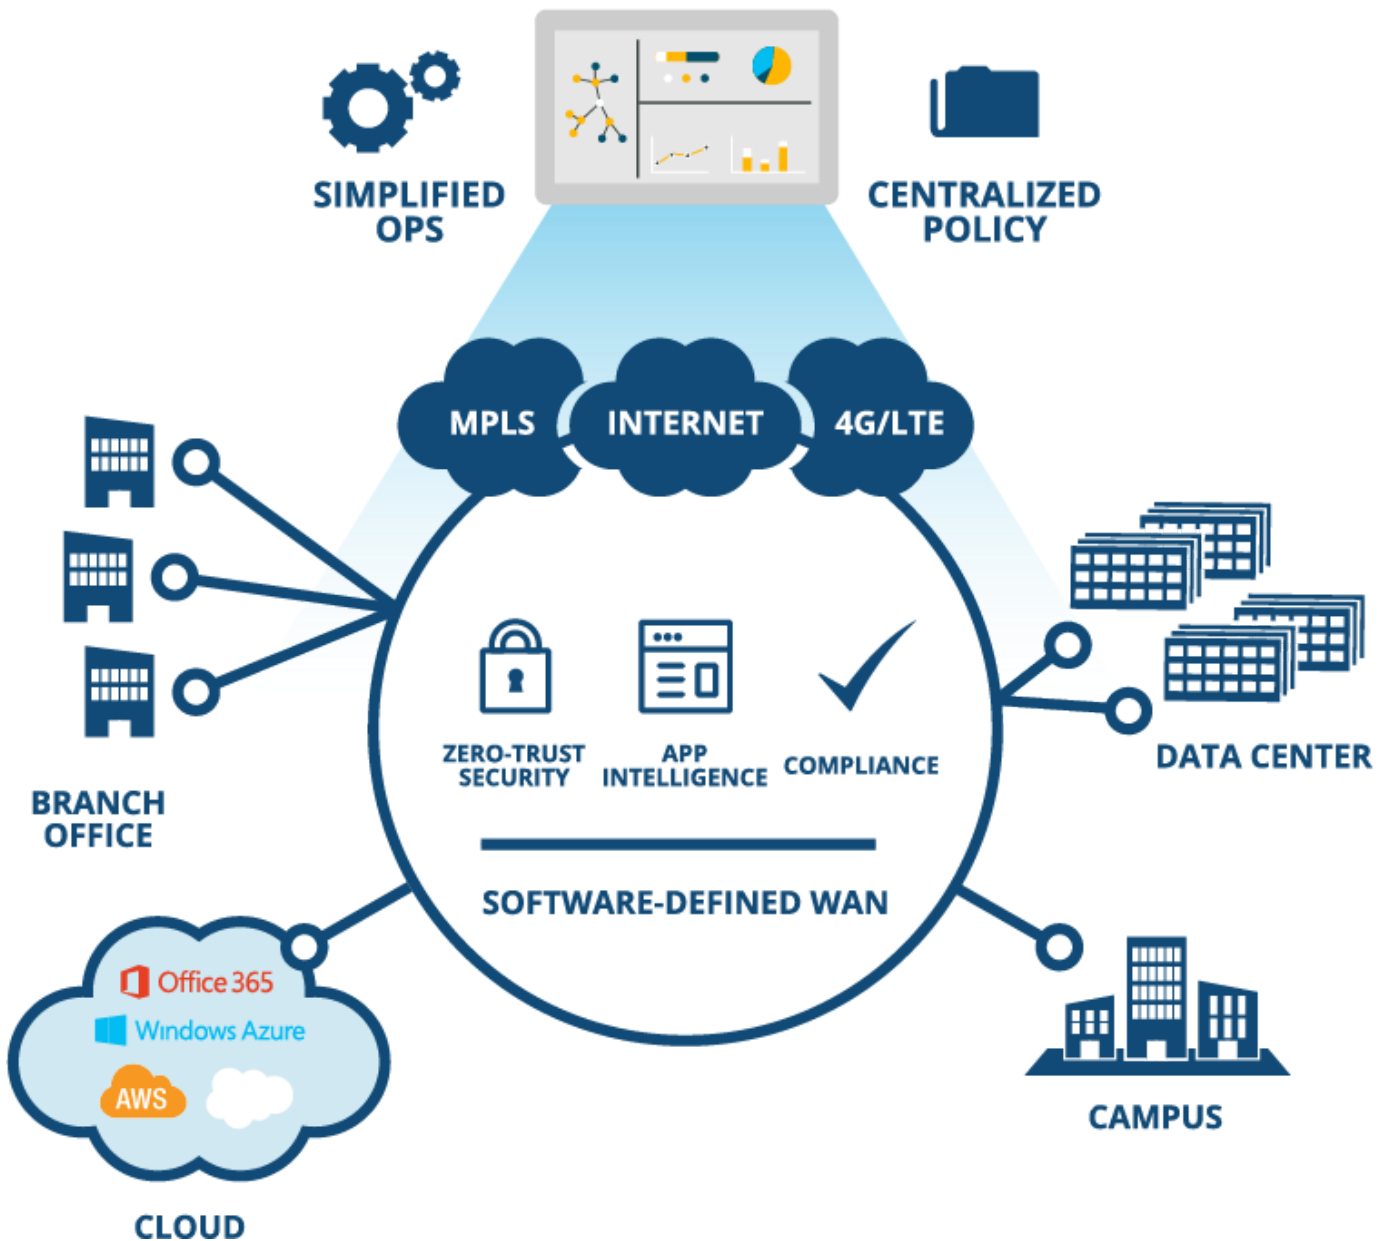 SIMPLIFIED
OPS
CENTRALIZED
POLICY
MPLS
INTERNET
4G/LTE
ZERO-TRUST
SECURITY
APP
INTELLIGENCE
COMPLIANCE
SOFTWARE-DEFINED WAN
BRANCH
OFFICE
DATA CENTER
Office 365
Windows Azure
AWS
CLOUD
CAMPUS